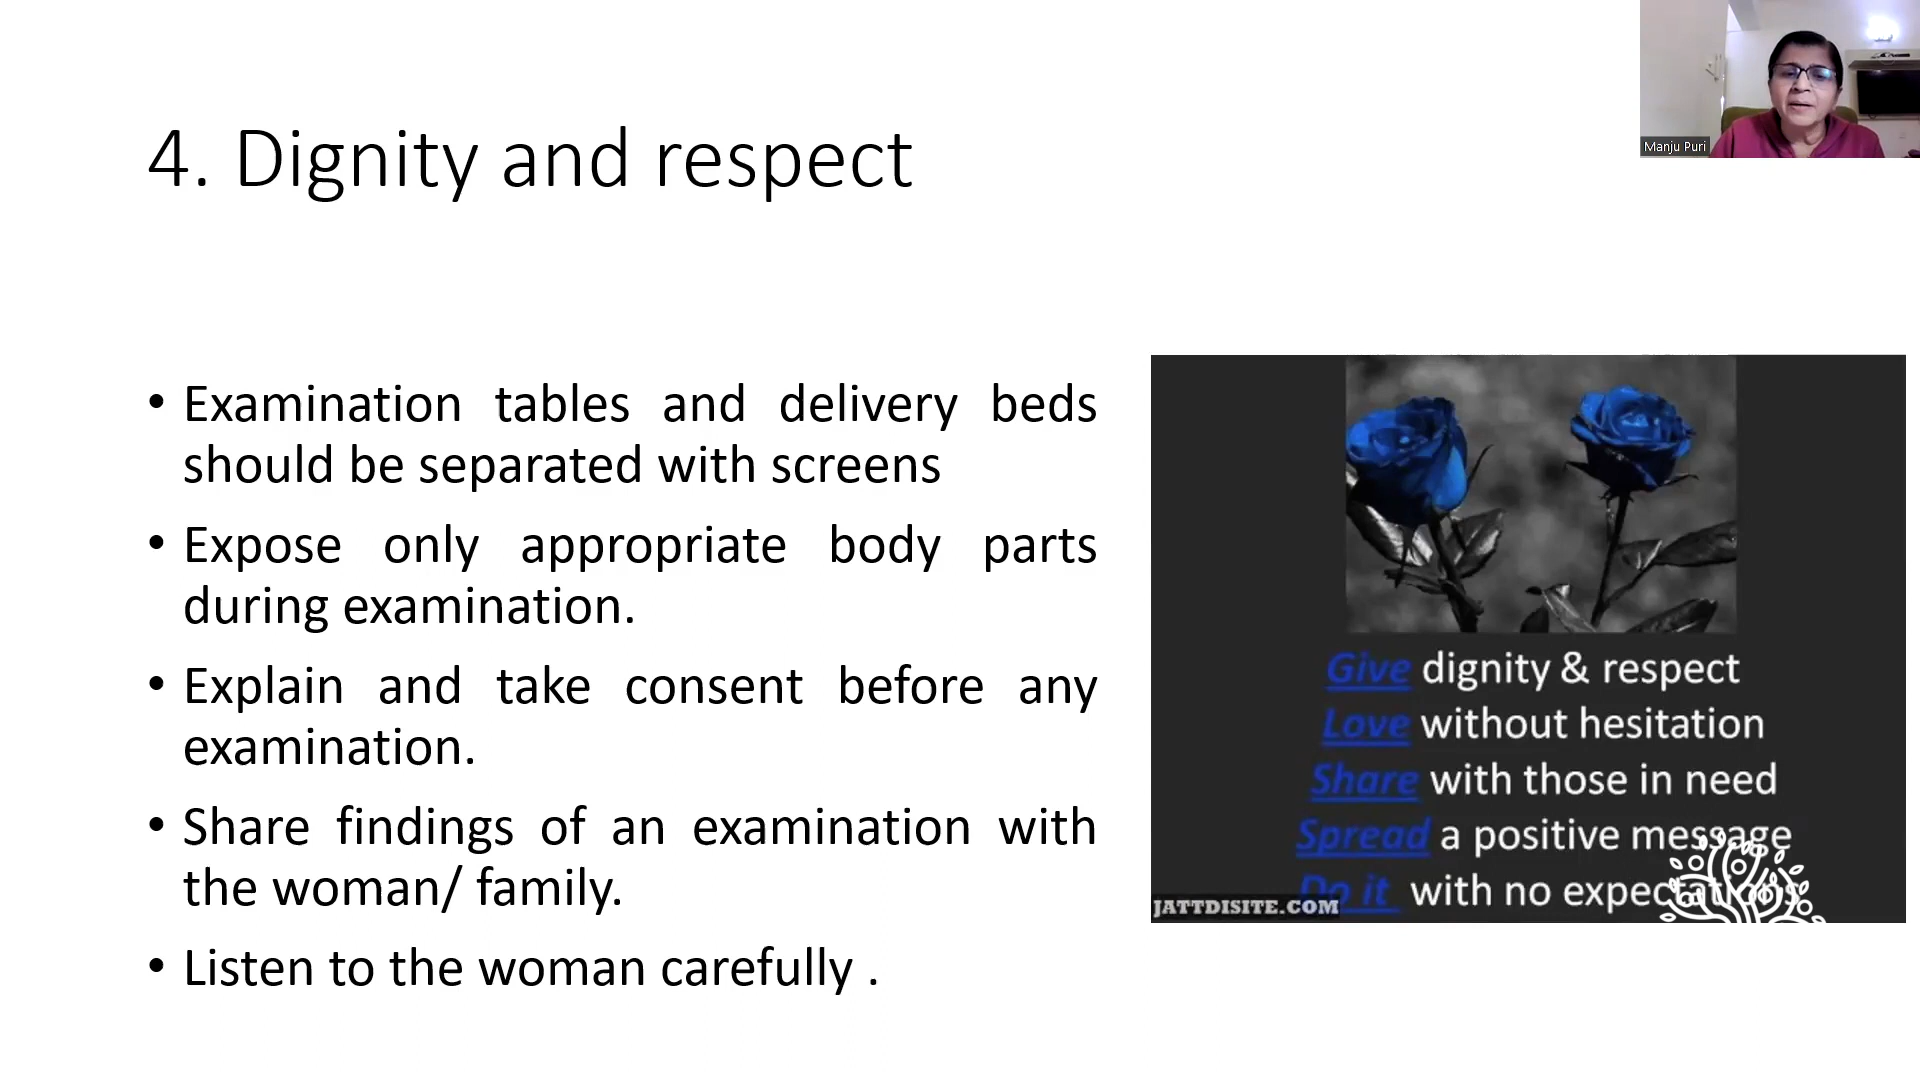 Manju Puri
4. Dignity and respect
• Examination tables and delivery beds
should be separated with screens
• Expose only appropriate body parts
during examination.
• Explain and take consent before any
examination.
• Share findings of an examination with
the woman/ family.
• Listen to the woman carefully .
Give dignity & respect
Love without hesitation
Share with those in need
Spread a positive message
Do it with no expectations
JATTDISITE.COM